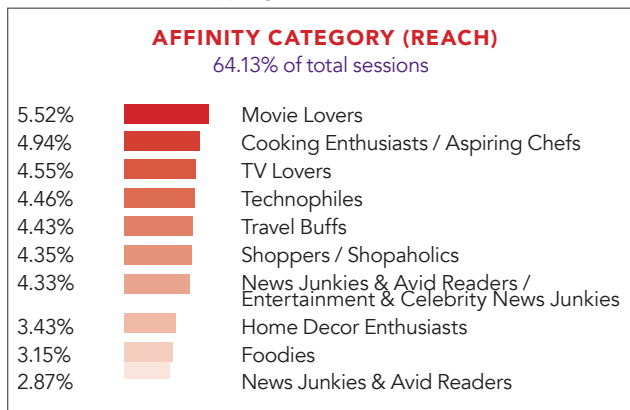 AFFINITY CATEGORY (REACH)
64.13% of total sessions
5.52% Movie Lovers
4.94% Cooking Enthusiasts / Aspiring Chefs
4.55% TV Lovers
4.46% Technophiles
4.43% Travel Buffs
4.35% Shoppers / Shopaholics
4.33% News Junkies & Avid Readers /
Entertainment & Celebrity News Junkies
3.43% Home Decor Enthusiasts
3.15% Foodies
2.87% News Junkies & Avid Readers